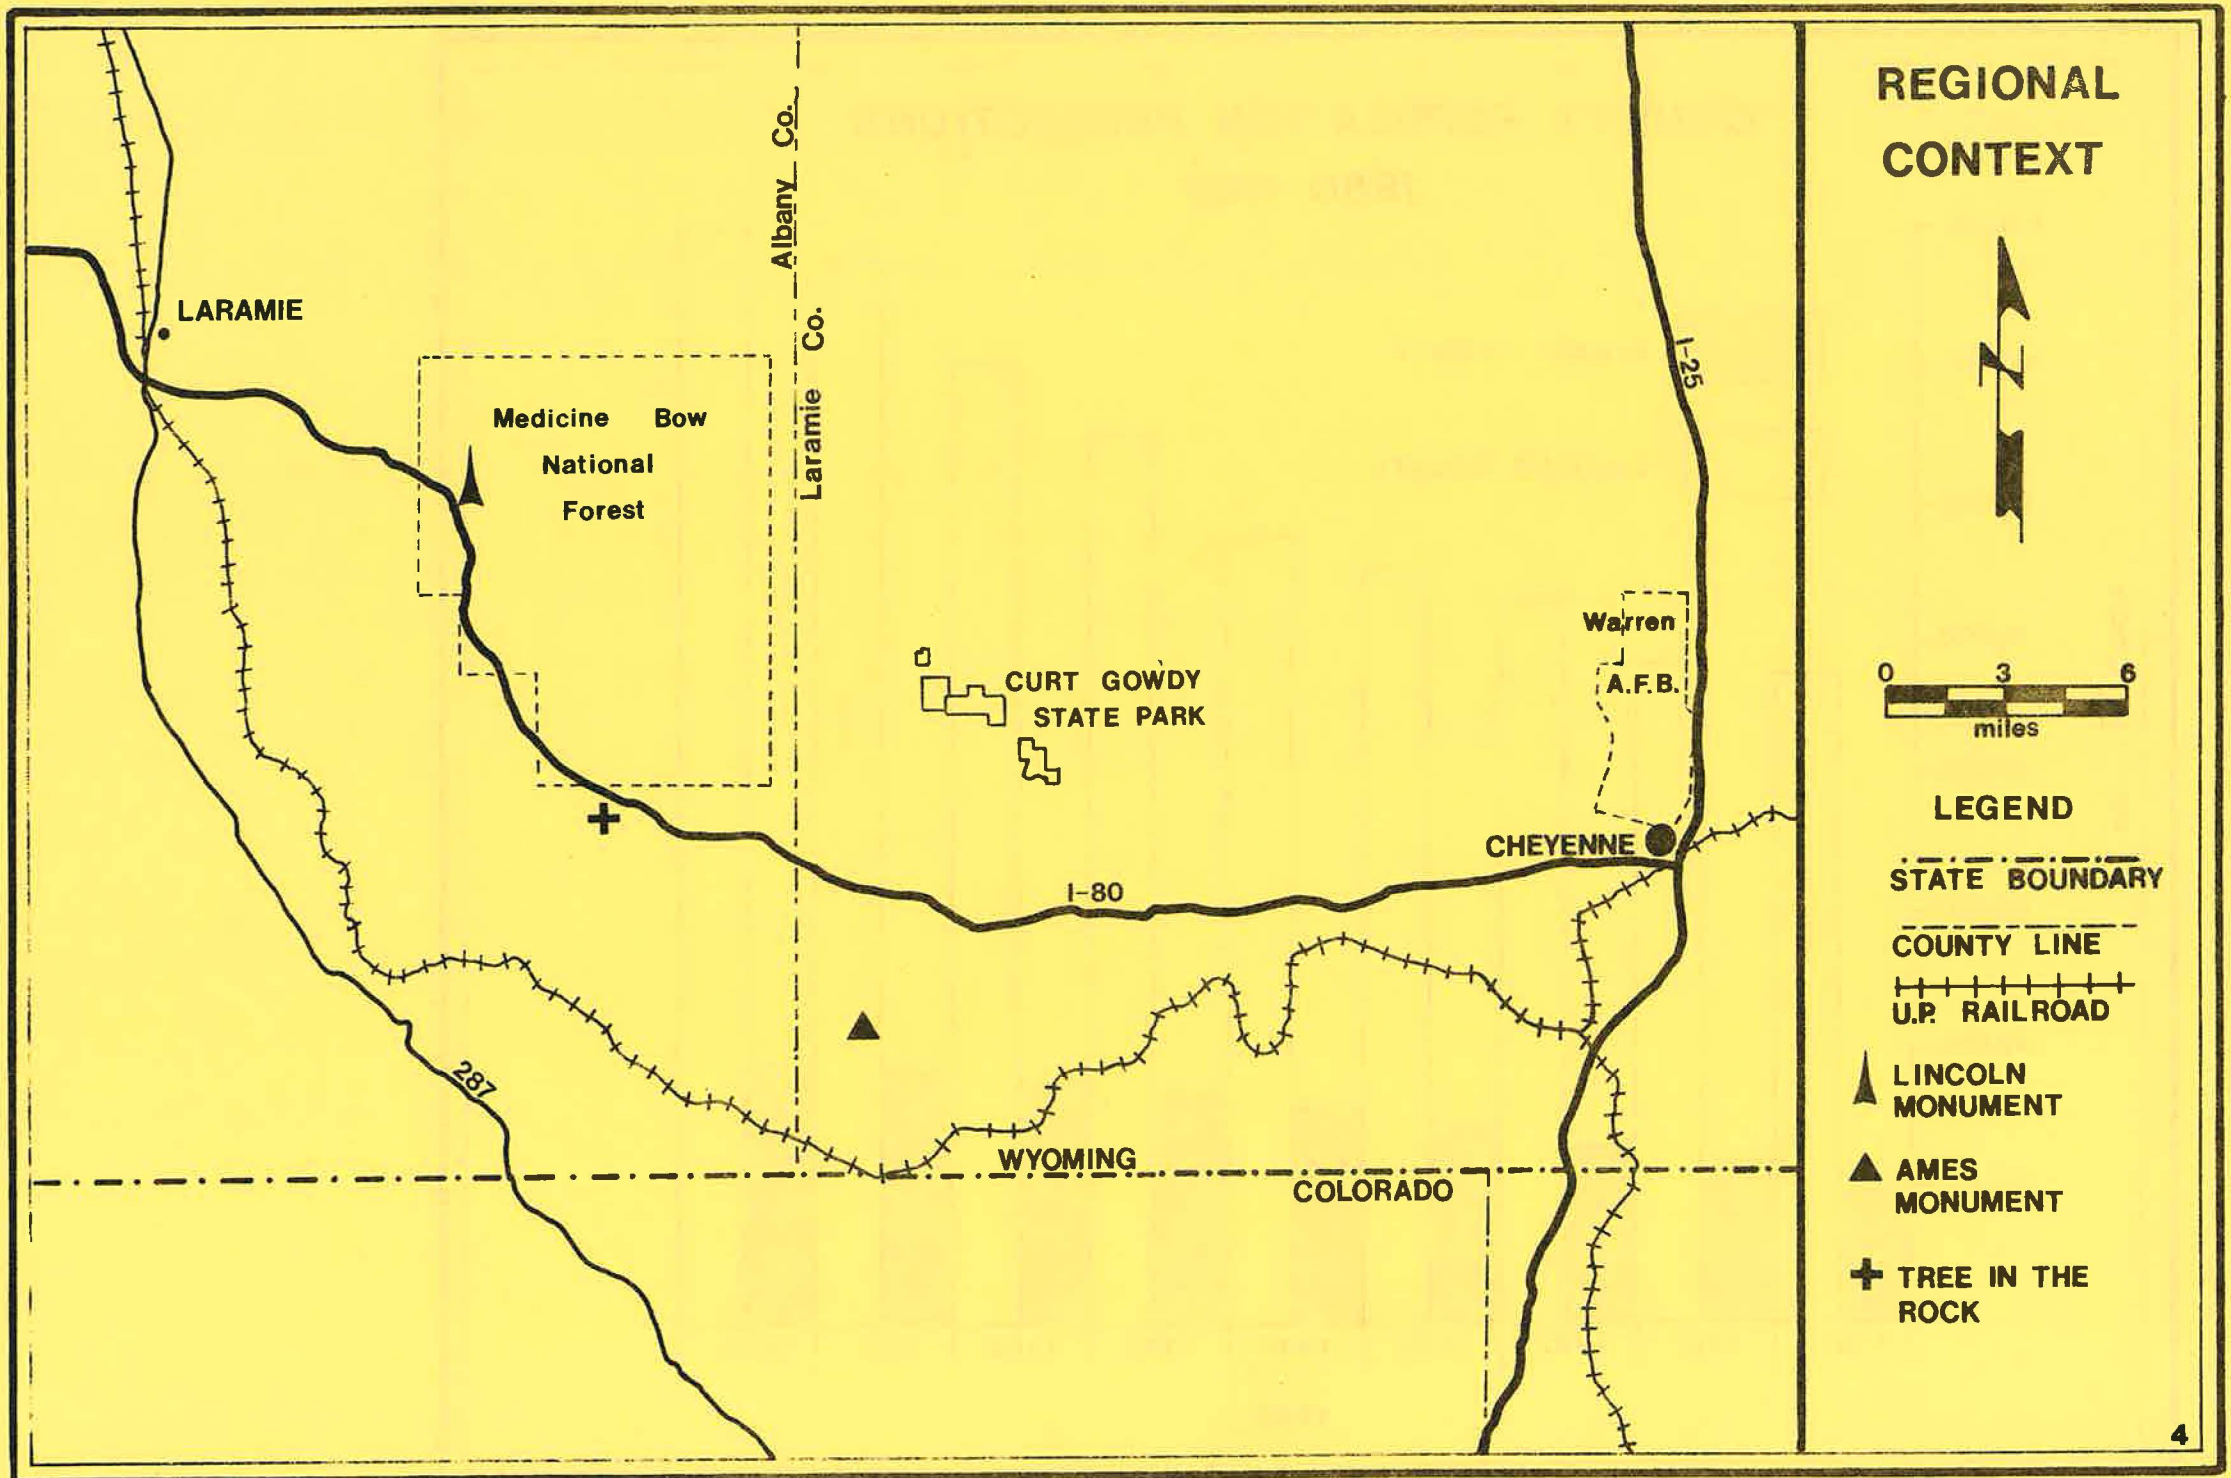 REGIONAL
CONTEXT
Albany Co.
Laramie Co.
LARAMIE
I-25
Medicine Bow
National
Forest
Warren
A.F.B.
CURT GOWDY
STATE PARK
0 3 6
miles
CHEYENNE
I-80
287
WYOMING
COLORADO
LEGEND
STATE BOUNDARY
COUNTY LINE
U.P. RAILROAD
LINCOLN
MONUMENT
AMES
MONUMENT
TREE IN THE
ROCK
N
4